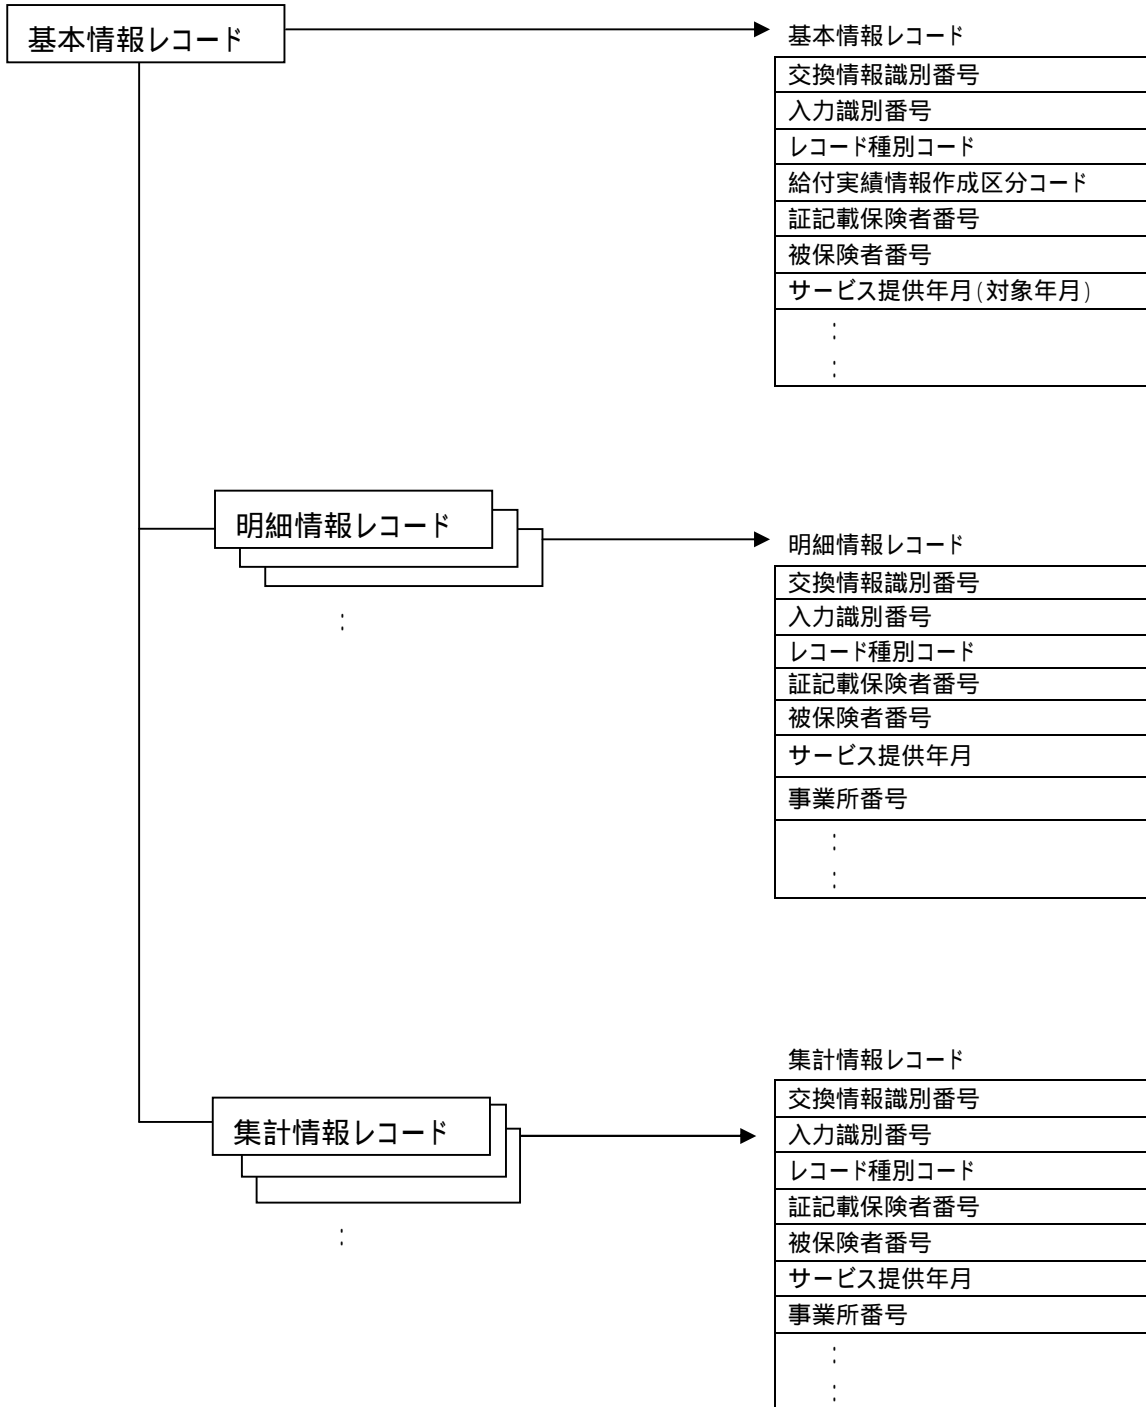 基本情報レコード
基本情報レコード
交換情報識別番号
入力識別番号
レコード種別コード
給付実績情報作成区分コード
証記載保険者番号
被保険者番号
サービス提供年月(対象年月)
:
:
明細情報レコード
:
明細情報レコード
交換情報識別番号
入力識別番号
レコード種別コード
証記載保険者番号
被保険者番号
サービス提供年月
事業所番号
:
:
集計情報レコード
:
集計情報レコード
交換情報識別番号
入力識別番号
レコード種別コード
証記載保険者番号
被保険者番号
サービス提供年月
事業所番号
:
: